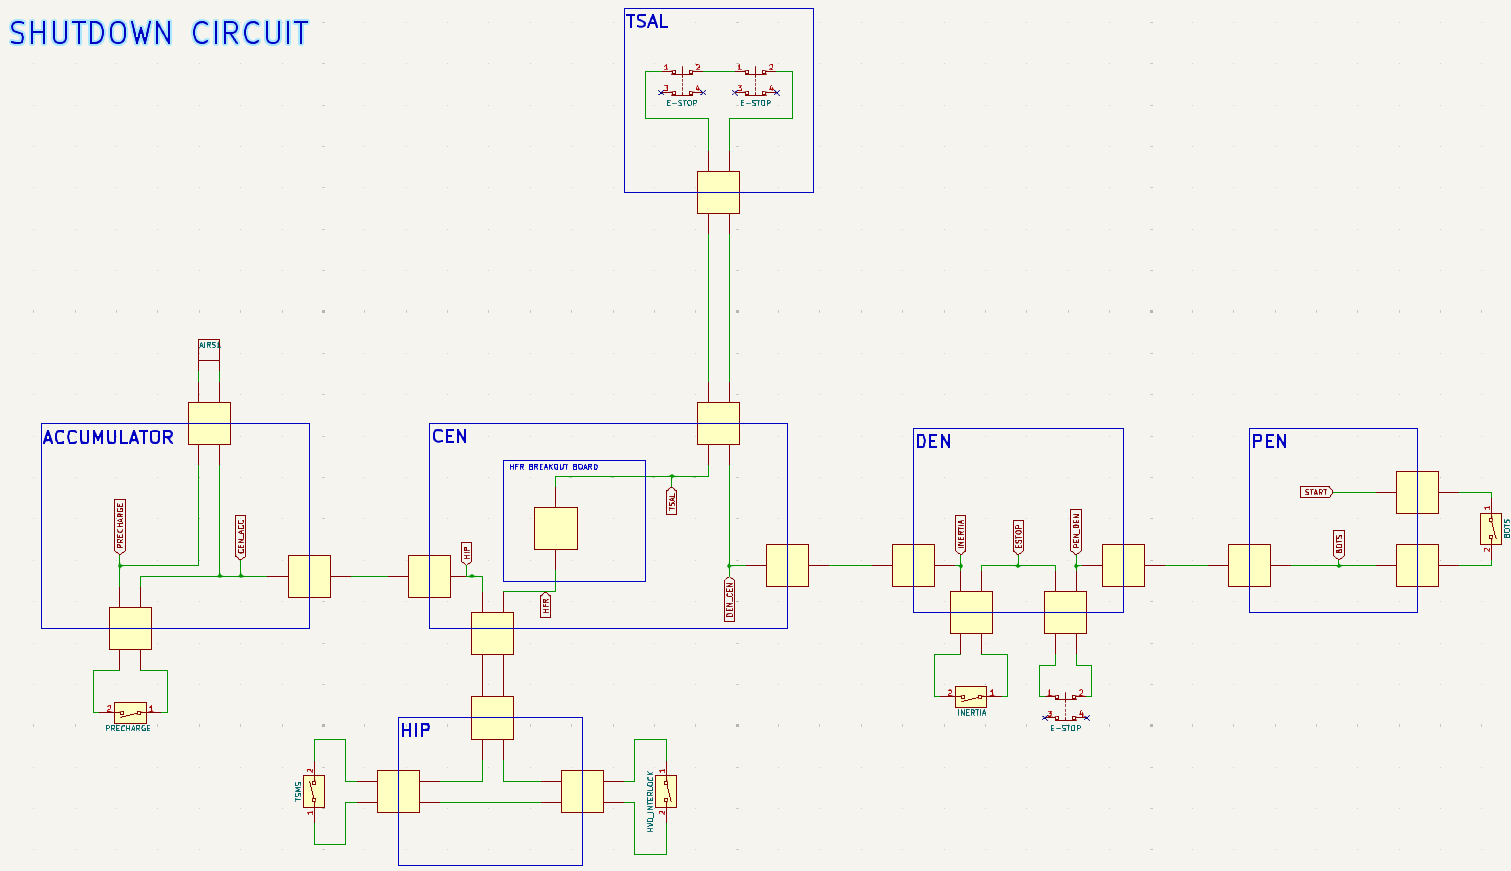 SHUTDOWN CIRCUIT
TSAL
1 2 1 2
3 4 3 4
E-STOP E-STOP
AIRS1
ACCUMULATOR
PRECHARGE
CEN_ACC
2 1
PRECHARGE
CEN
HFR BREAKOUT BOARD
TSAL
HIP
HFR
DEN_CEN
HIP
2
TSMS
1
1
HVD_INTERLOCK
2
DEN
INERTIA
ESTOP
PEN_DEN
2 1
INERTIA
1 2
3 4
E-STOP
PEN
START
BOTS
1
BOTS
2